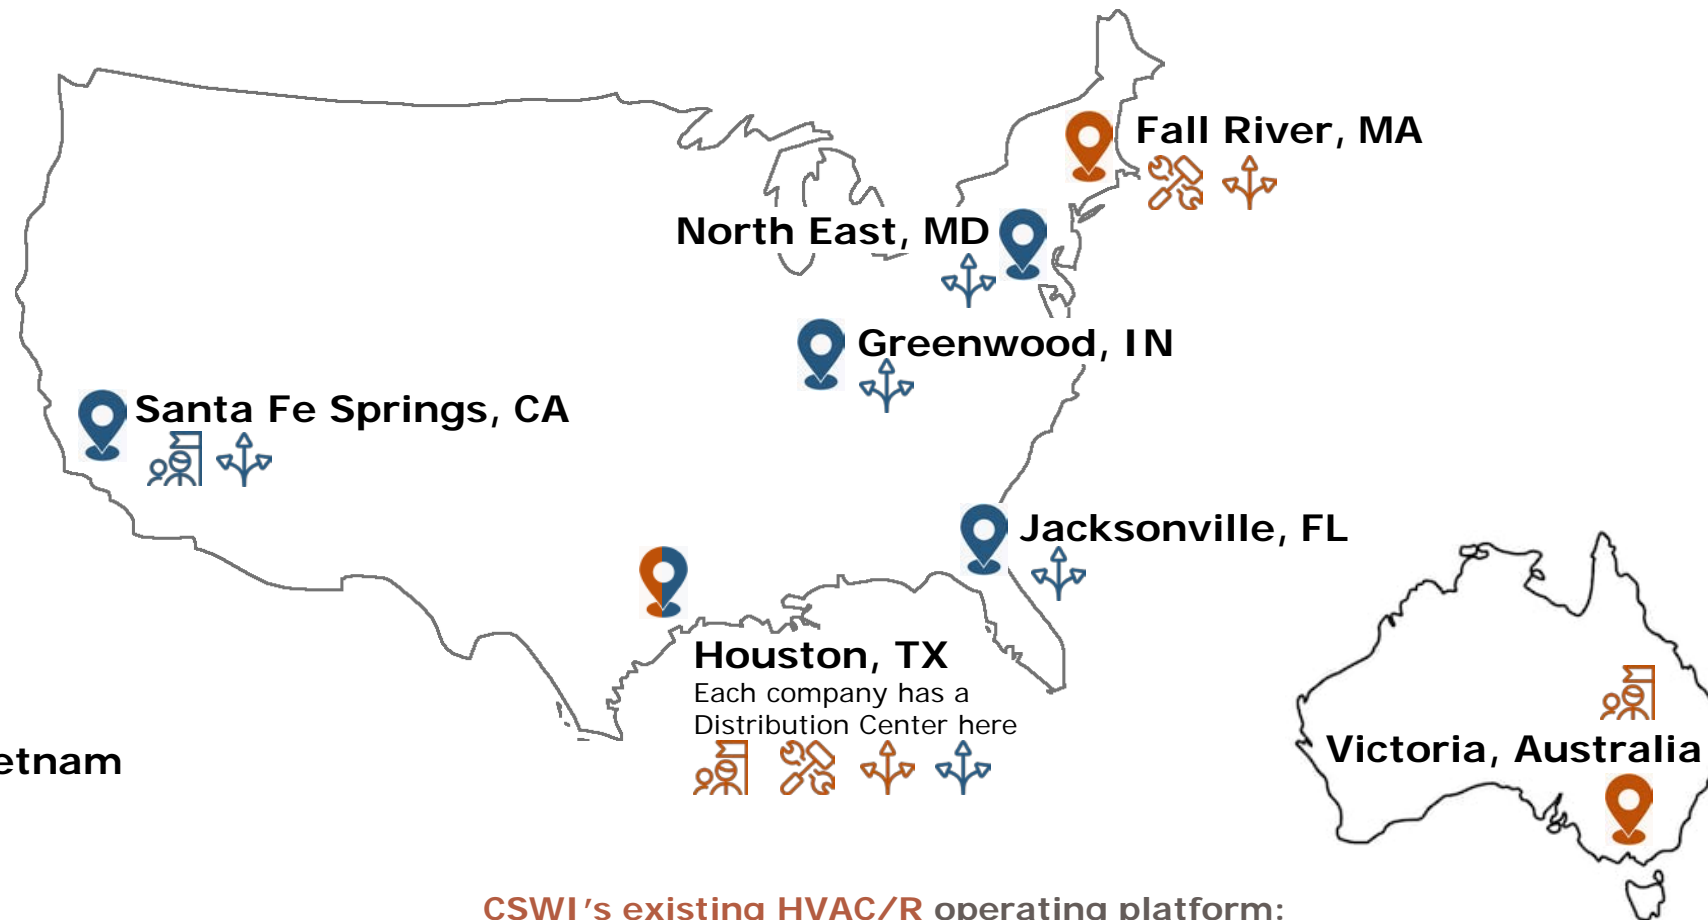 Fall River, MA
North East, MD
Greenwood, IN
Santa Fe Springs, CA
Jacksonville, FL
Houston, TX
Each company has a
Distribution Center here
etnam
Victoria, Australia
CSWI's existing HVAC/R operating platform: